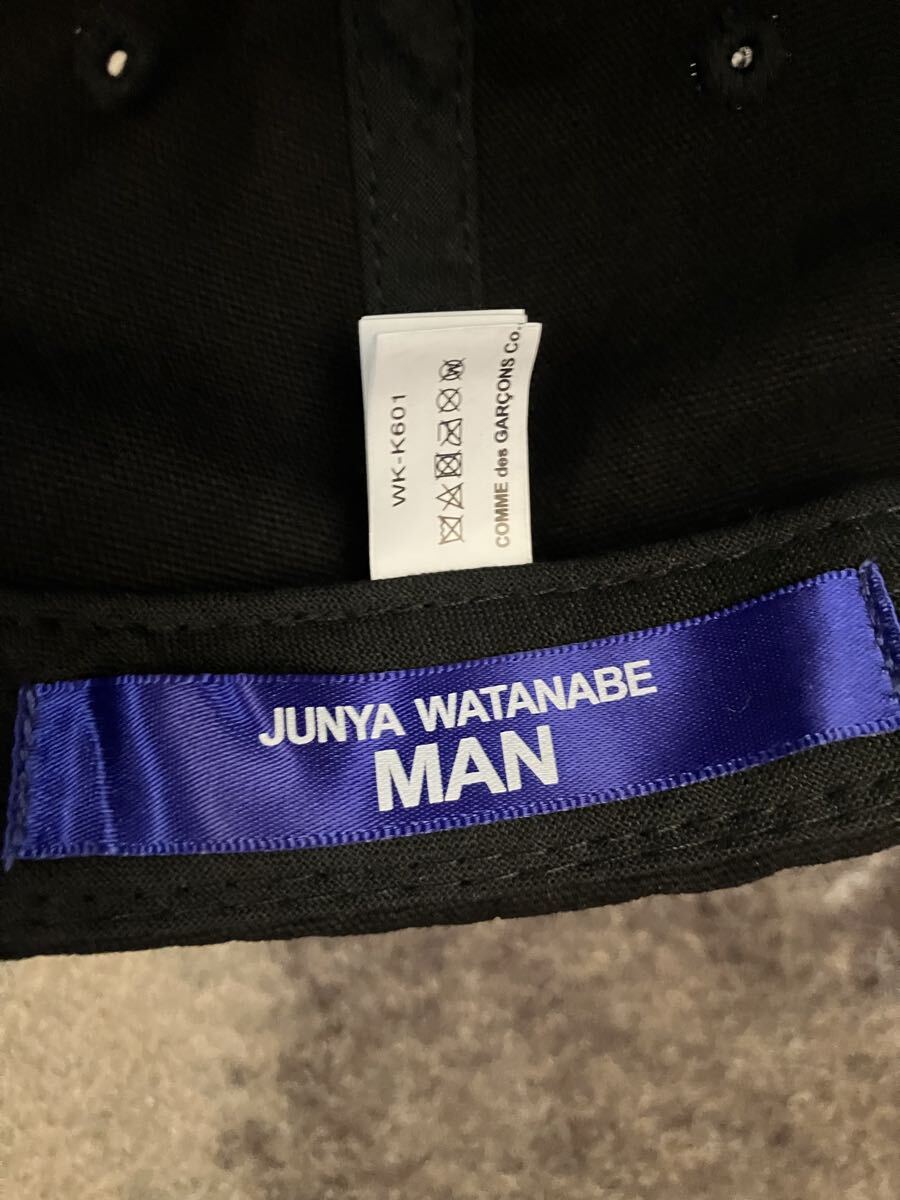 WK-K601
COMME des GARÇONS Co.,
JUNYA WATANABE
MAN